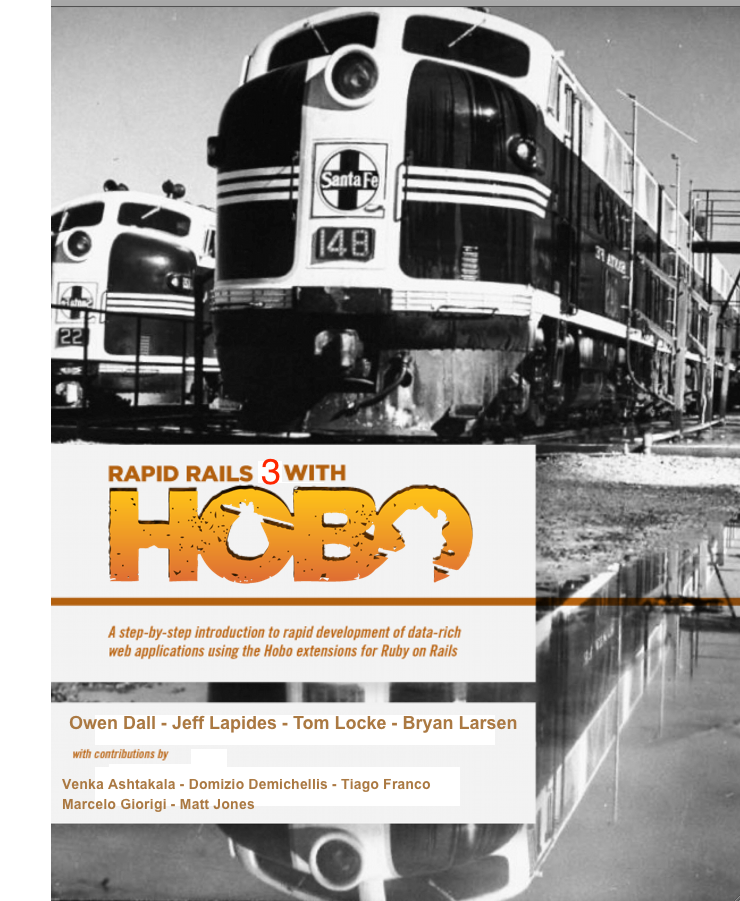 Santa Fe
148
22
SANTA FE
RAPID RAILS 3 WITH
HOBO
A step-by-step introduction to rapid development of data-rich
web applications using the Hobo extensions for Ruby on Rails
Owen Dall - Jeff Lapides - Tom Locke - Bryan Larsen
with contributions by
Venka Ashtakala - Domizio Demichellis - Tiago Franco
Marcelo Giorigi - Matt Jones